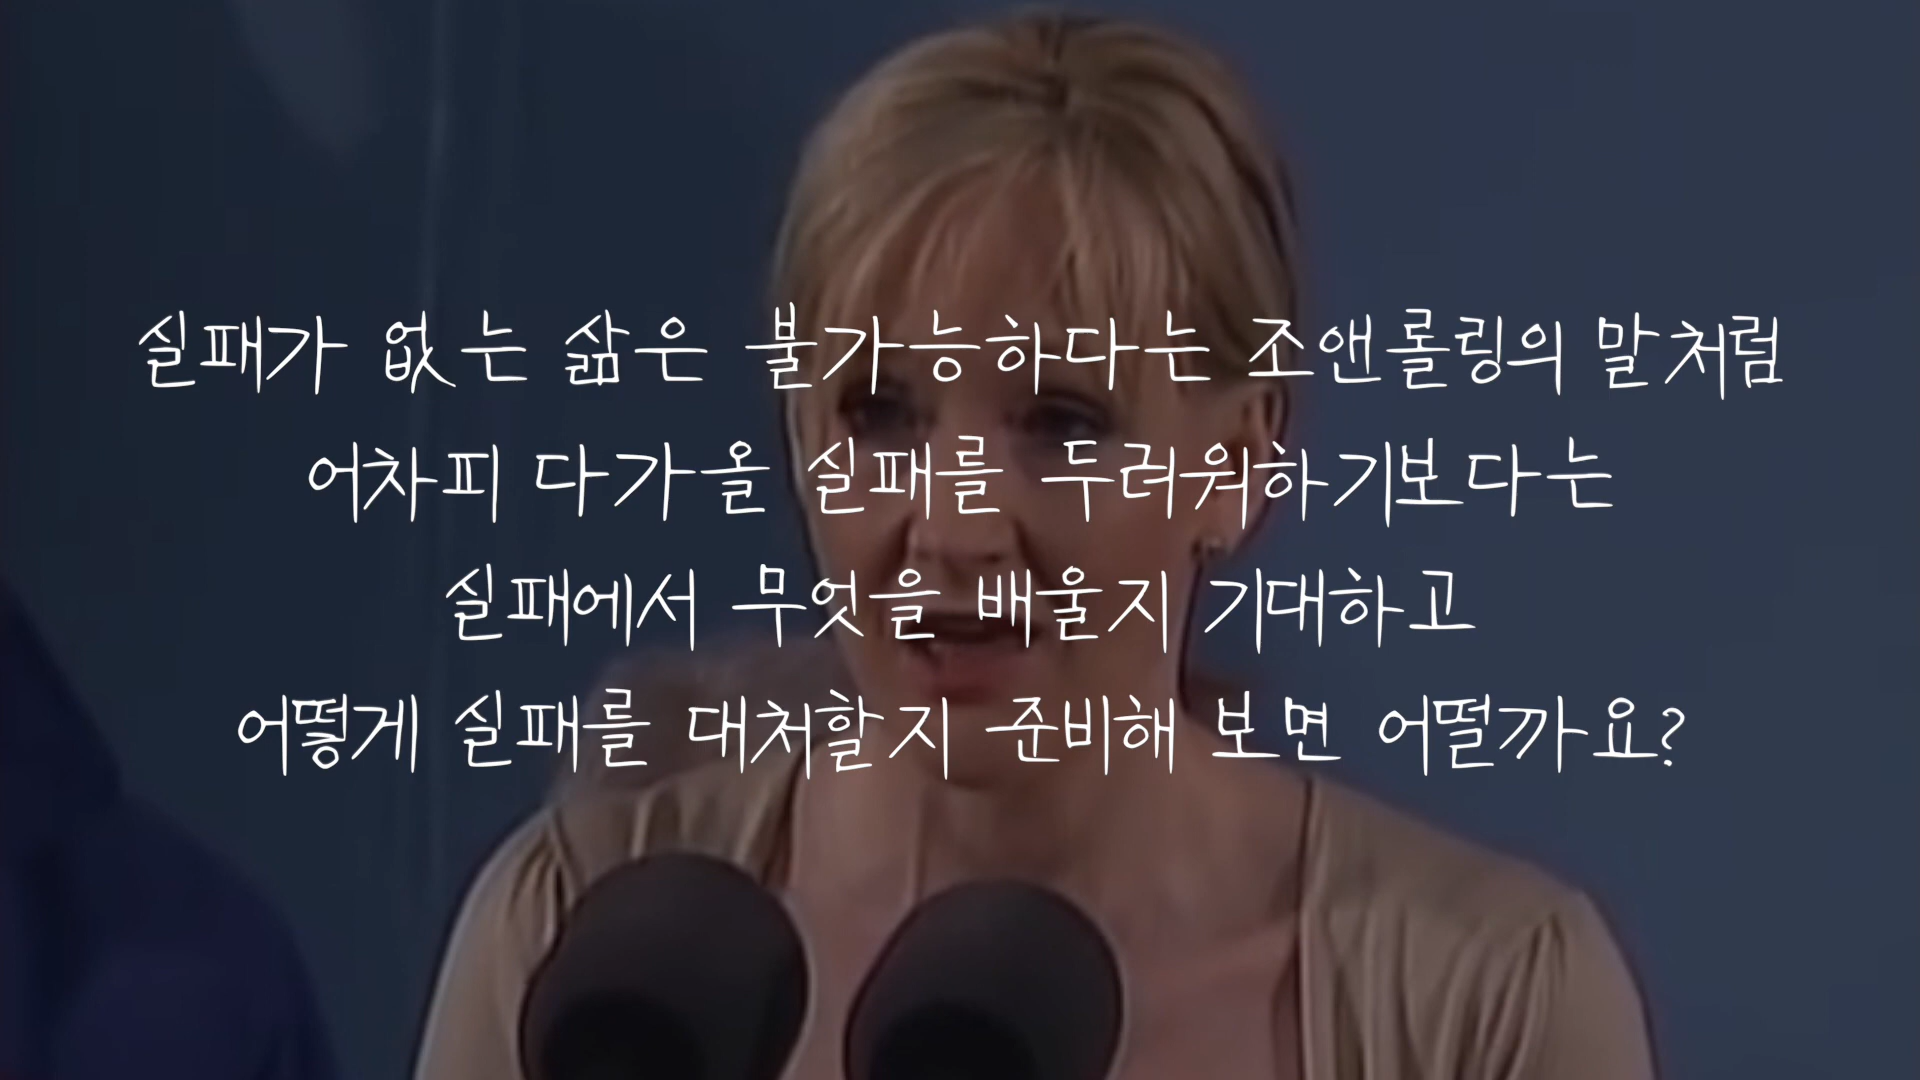 실패가 없는 삶은 불가능하다는 조앤롤링의 말처럼
어차피 다가올 실패를 두려워하기보다는
실패에서 무엇을 배울지 기대하고
어떻게 실패를 대처할지 준비해 보면 어떨까요?